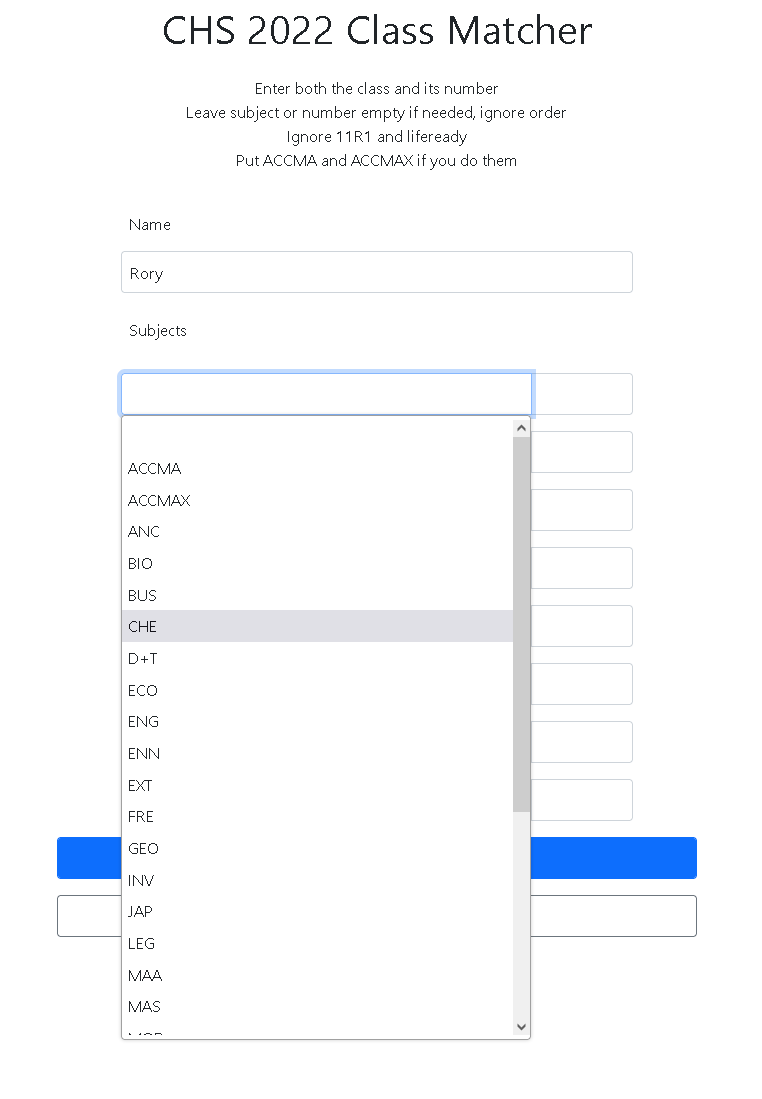 CHS 2022 Class Matcher
Enter both the class and its number
Leave subject or number empty if needed, ignore order
Ignore 11R1 and lifeready
Put ACCMA and ACCMAX if you do them
Name
Rory
Subjects
ACCMA
ACCMAX
ANC
BIO
BUS
CHE
D+T
ECO
ENG
ENN
EXT
FRE
GEO
INV
JAP
LEG
MAA
MAS